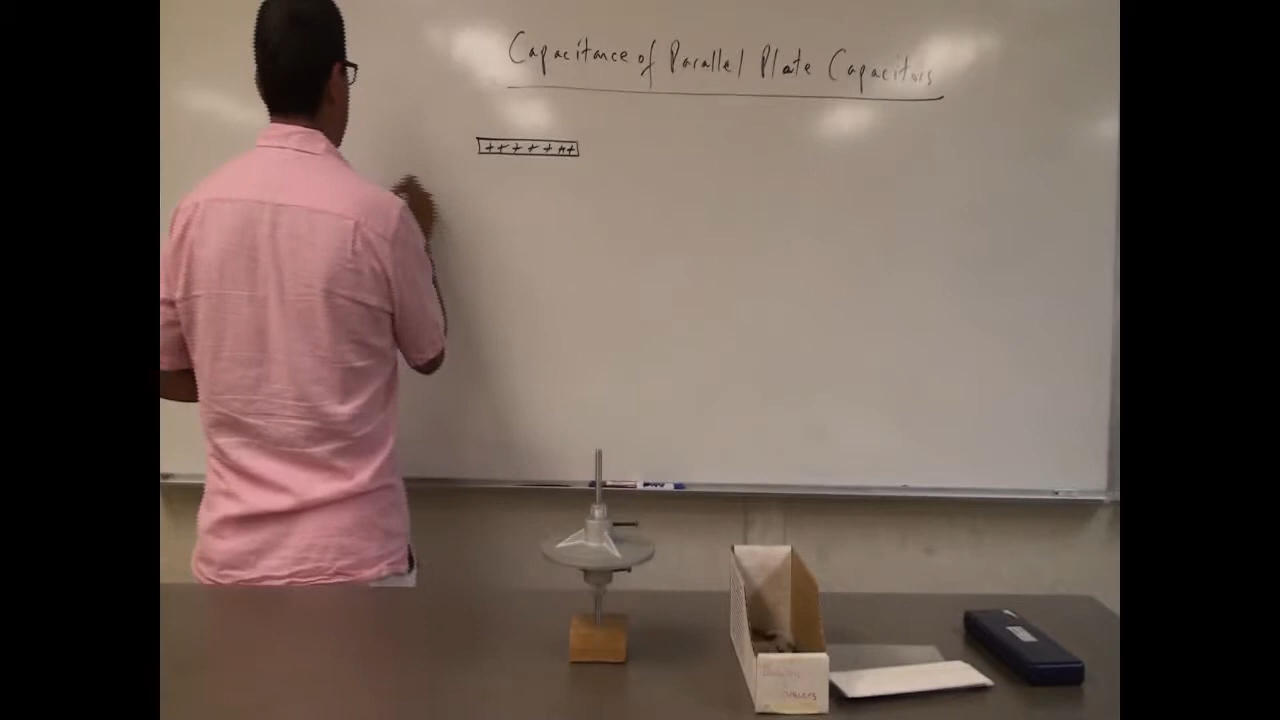 Capacitance of Parallel Plate Capacitors
+ + + + + + +